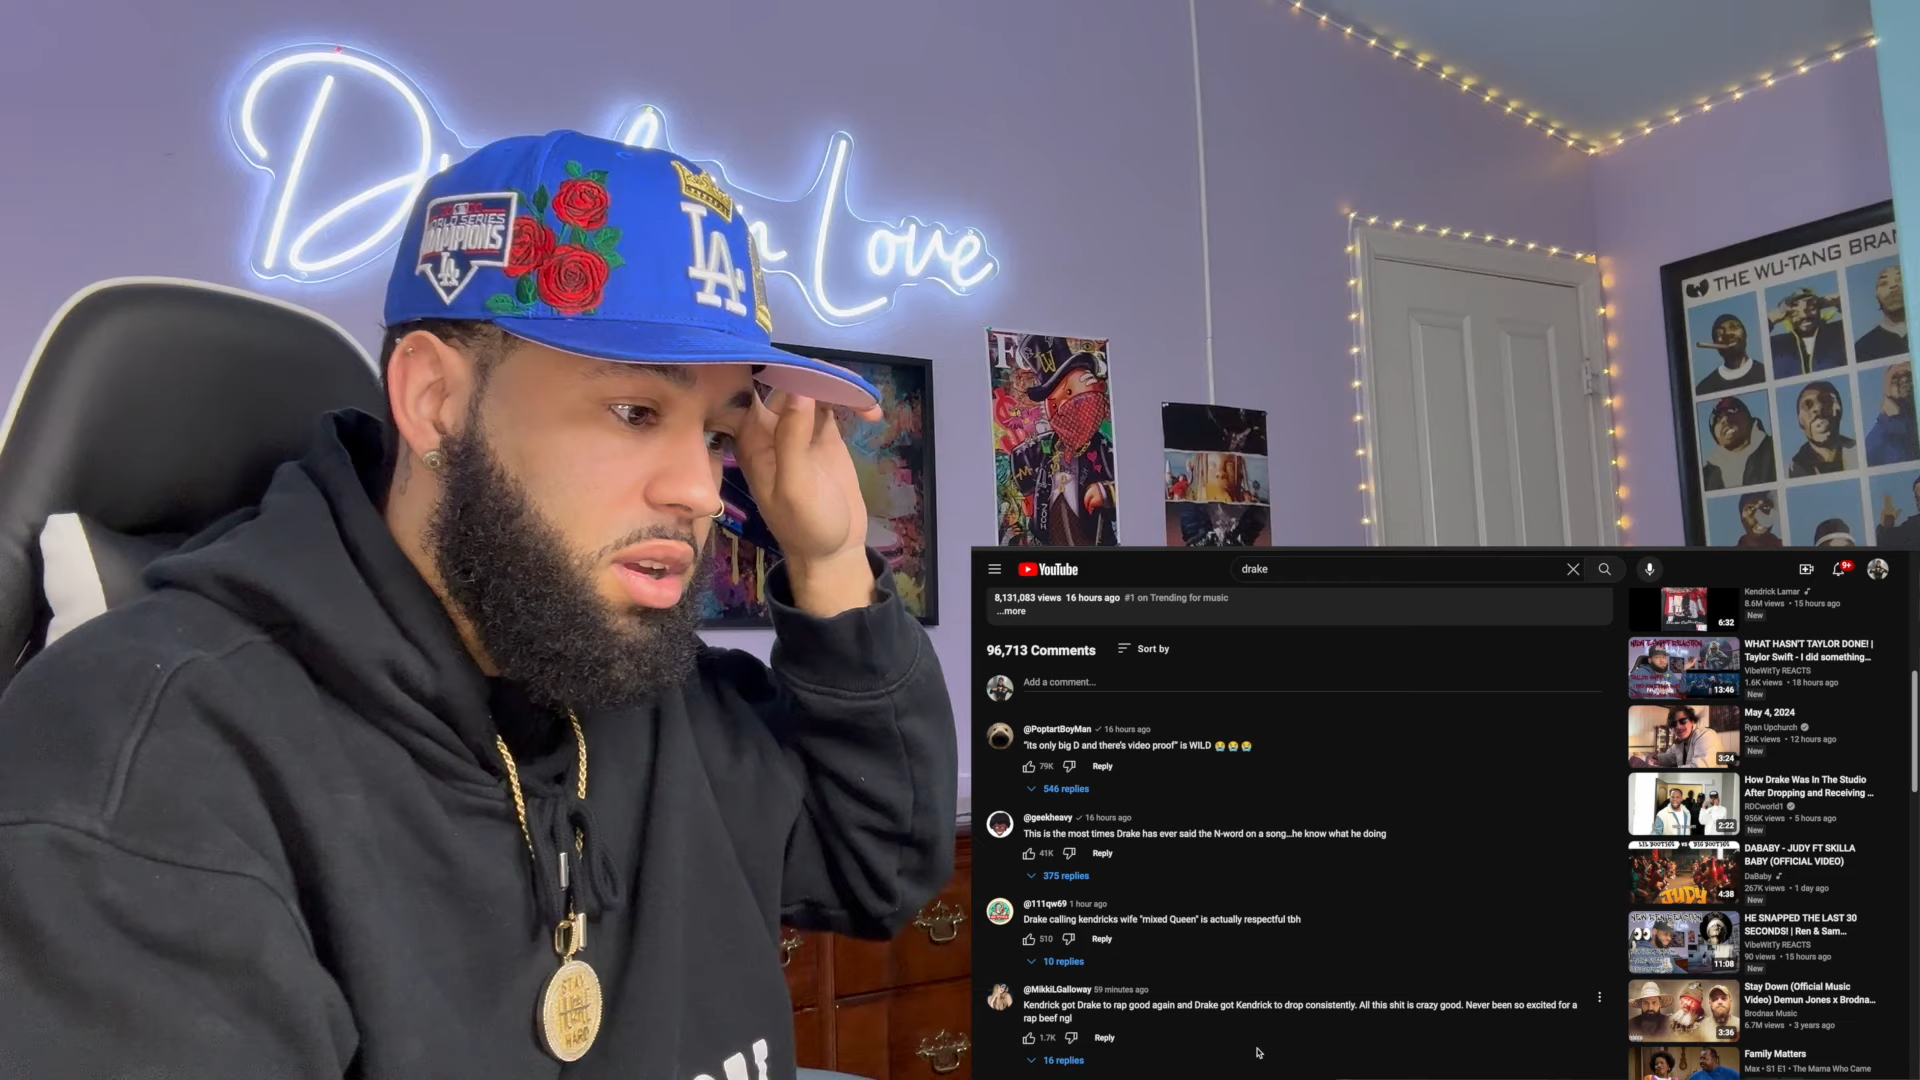 D Love
WORLD SERIES
CHAMPIONS
LA
LA
THE WU-TANG BRAN
STAY
HARD
YouTube
drake
9+
8,131,083 views 16 hours ago #1 on Trending for music
...more
96,713 Comments
Sort by
Add a comment...
@PoptartBoyMan 16 hours ago
"its only big D and there's video proof" is WILD 😭😭😭
79K Reply
546 replies
@geekheavy 16 hours ago
This is the most times Drake has ever said the N-word on a song...he know what he doing
41K Reply
375 replies
@111qw69 1 hour ago
Drake calling kendricks wife "mixed Queen" is actually respectful tbh
510 Reply
10 replies
@MikkiLGalloway 59 minutes ago
Kendrick got Drake to rap good again and Drake got Kendrick to drop consistently. All this shit is crazy good. Never been so excited for a
rap beef ngl
1.7K Reply
16 replies
Kendrick Lamar
8.6M views • 15 hours ago
New
6:32
WHAT HASN'T TAYLOR DONE! |
Taylor Swift - I did something...
VibeWitTy REACTS
1.6K views • 18 hours ago
New
13:46
May 4, 2024
Ryan Upchurch
24K views • 12 hours ago
New
3:24
How Drake Was In The Studio
After Dropping and Receiving ...
RDCworld1
956K views • 5 hours ago
New
2:22
DABABY - JUDY FT SKILLA
BABY (OFFICIAL VIDEO)
DaBaby
267K views • 1 day ago
New
JUDY
4:38
HE SNAPPED THE LAST 30
SECONDS! | Ren & Sam...
VibeWitTy REACTS
90 views • 15 hours ago
New
11:08
Stay Down (Official Music
Video) Demun Jones x Brodna...
Brodnax Music
6.7M views • 3 years ago
3:36
Family Matters
Max • S1 E1 • The Mama Who Came